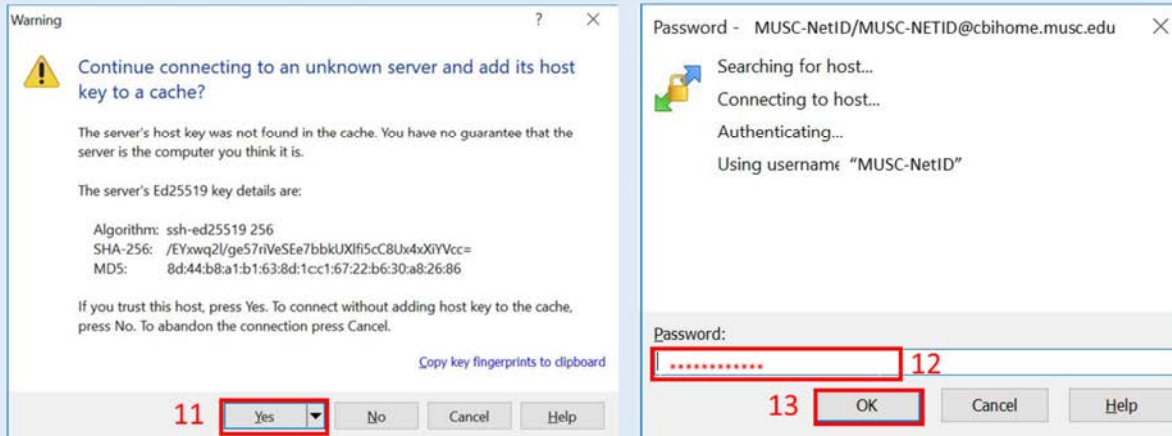 Warning
?
Continue connecting to an unknown server and add its host
key to a cache?
The server's host key was not found in the cache. You have no guarantee that the
server is the computer you think it is.
The server's Ed25519 key details are:
Algorithm: ssh-ed25519 256
SHA-256: /EYxwq2l/ge57riVeSEe7bbkUXlfi5cC8Ux4xXiYVcc=
MD5: 8d:44:b8:a1:b1:63:8d:1c:c1:67:22:b6:30:a8:26:86
If you trust this host, press Yes. To connect without adding host key to the cache,
press No. To abandon the connection press Cancel.
Copy key fingerprints to clipboard
11 Yes No Cancel Help
Password - MUSC-NetID/MUSC-NETID@cbihome.musc.edu
Searching for host...
Connecting to host...
Authenticating...
Using username "MUSC-NetID"
Password:
************ 12
13 OK Cancel Help